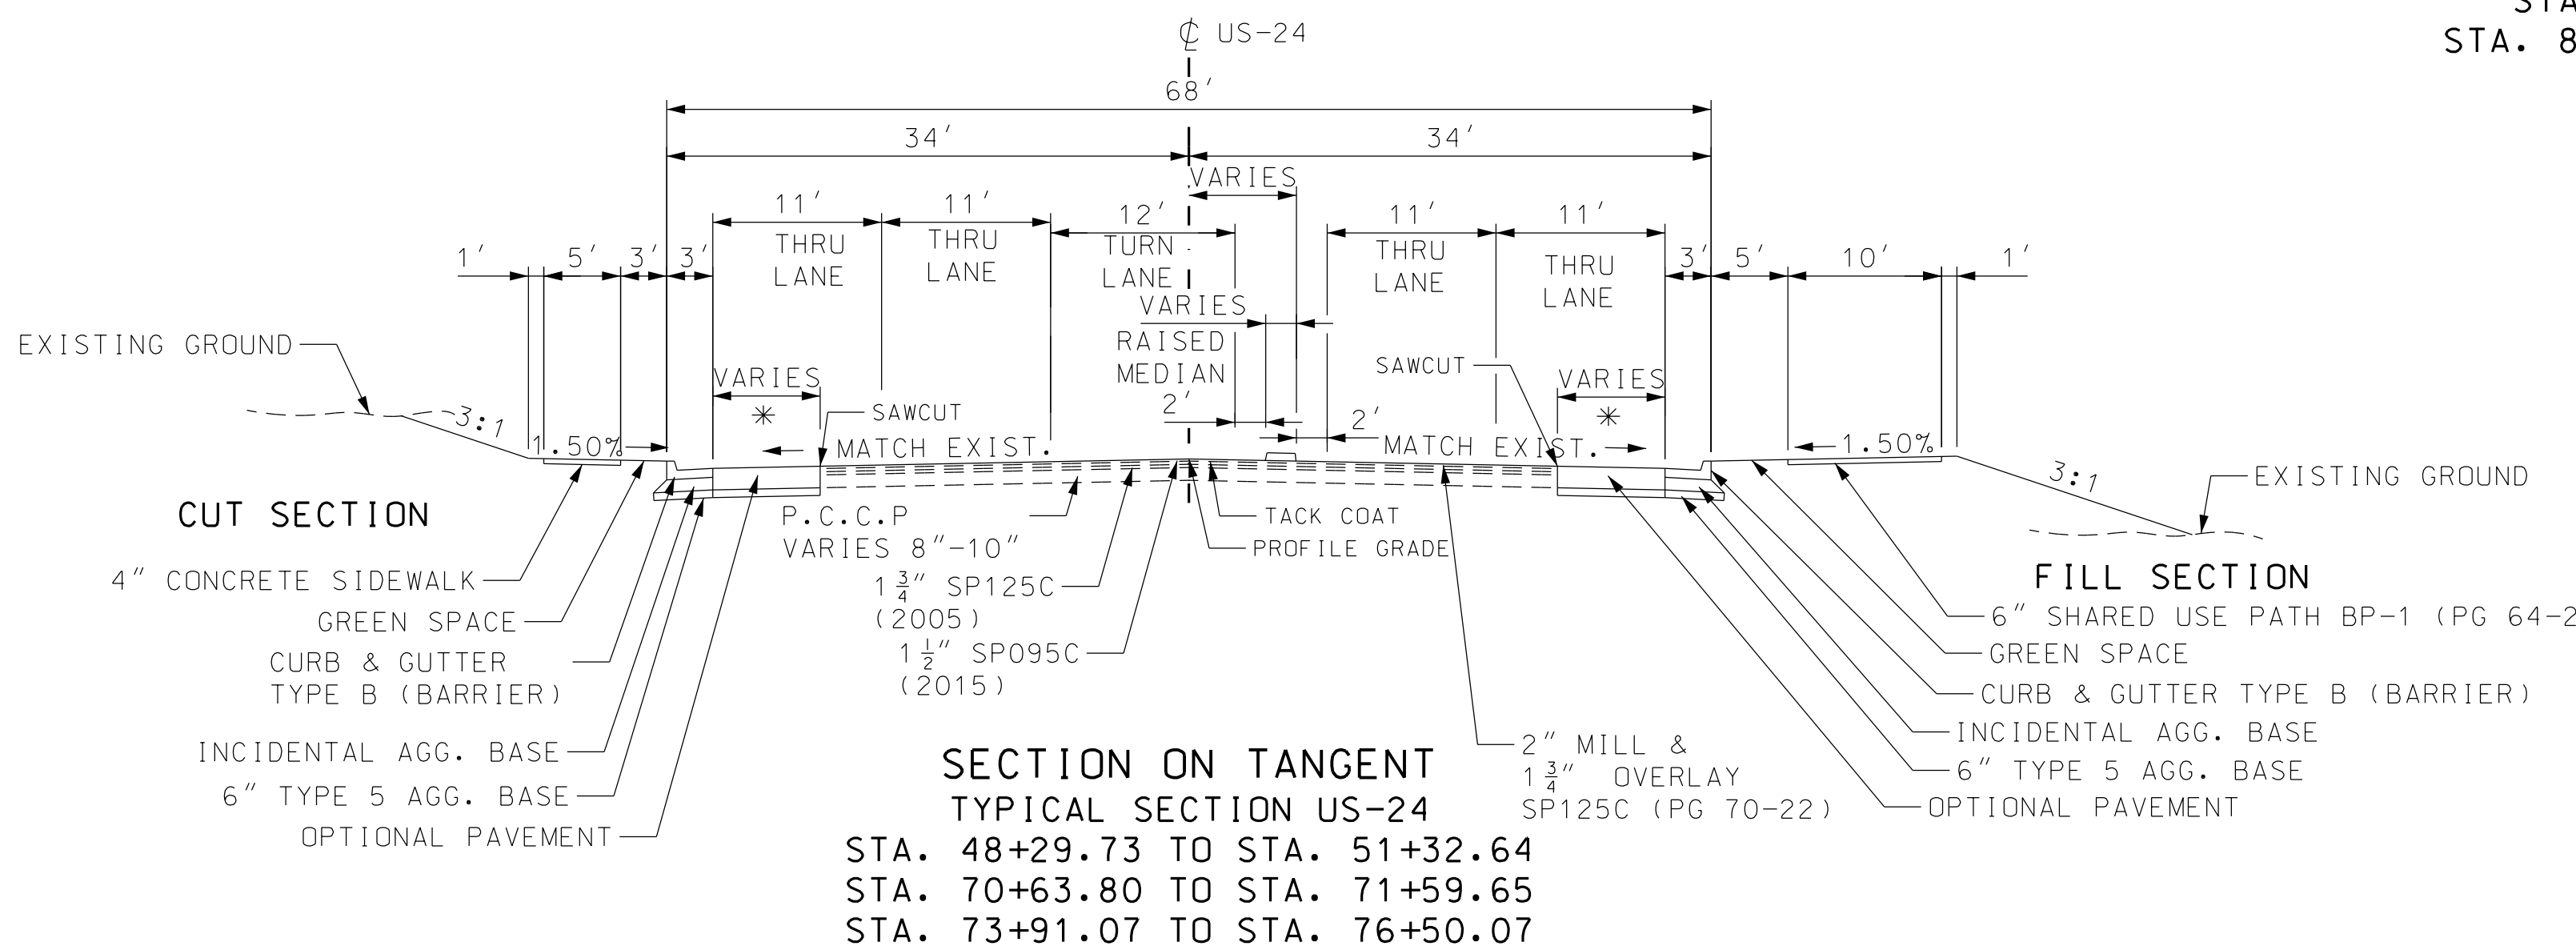 STA
STA. 8
℄ US-24
68'
34'
34'
VARIES
11'
11'
12'
11'
11'
THRU
LANE
THRU
LANE
TURN
LANE
THRU
LANE
THRU
LANE
1'
5'
3'
3'
3'
5'
10'
1'
VARIES
RAISED
MEDIAN
EXISTING GROUND
VARIES
*
SAWCUT
VARIES
*
SAWCUT
2'
2'
3:1
1.50%
MATCH EXIST.
MATCH EXIST.
1.50%
3:1
EXISTING GROUND
CUT SECTION
P.C.C.P
VARIES 8"-10"
TACK COAT
PROFILE GRADE
4" CONCRETE SIDEWALK
1 3/4" SP125C
(2005)
FILL SECTION
GREEN SPACE
6" SHARED USE PATH BP-1 (PG 64-2
CURB & GUTTER
TYPE B (BARRIER)
1 1/2" SP095C
(2015)
GREEN SPACE
CURB & GUTTER TYPE B (BARRIER)
INCIDENTAL AGG. BASE
INCIDENTAL AGG. BASE
6" TYPE 5 AGG. BASE
6" TYPE 5 AGG. BASE
OPTIONAL PAVEMENT
OPTIONAL PAVEMENT
2" MILL &
1 3/4" OVERLAY
SP125C (PG 70-22)
SECTION ON TANGENT
TYPICAL SECTION US-24
STA. 48+29.73 TO STA. 51+32.64
STA. 70+63.80 TO STA. 71+59.65
STA. 73+91.07 TO STA. 76+50.07